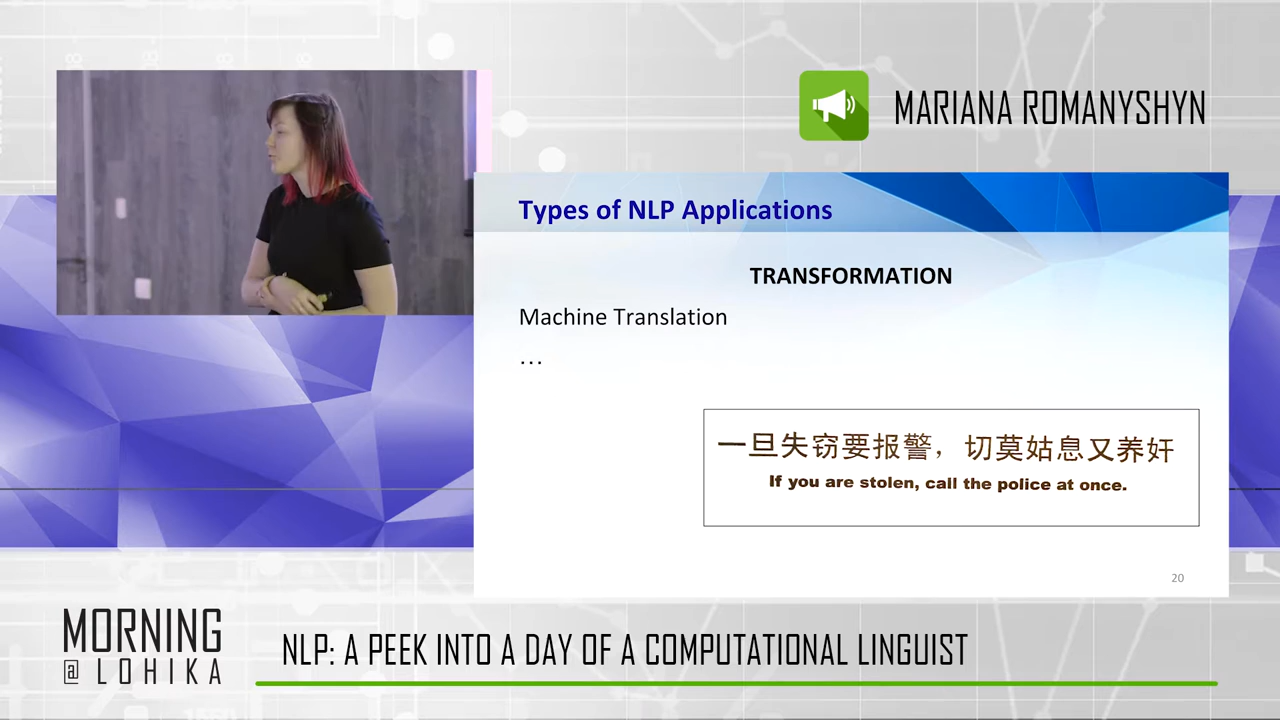 MARIANA ROMANYSHYN
Types of NLP Applications
TRANSFORMATION
Machine Translation
...
一旦失窃要报警，切莫姑息又养奸
If you are stolen, call the police at once.
20
MORNING
@ LOHIKA
NLP: A PEEK INTO A DAY OF A COMPUTATIONAL LINGUIST